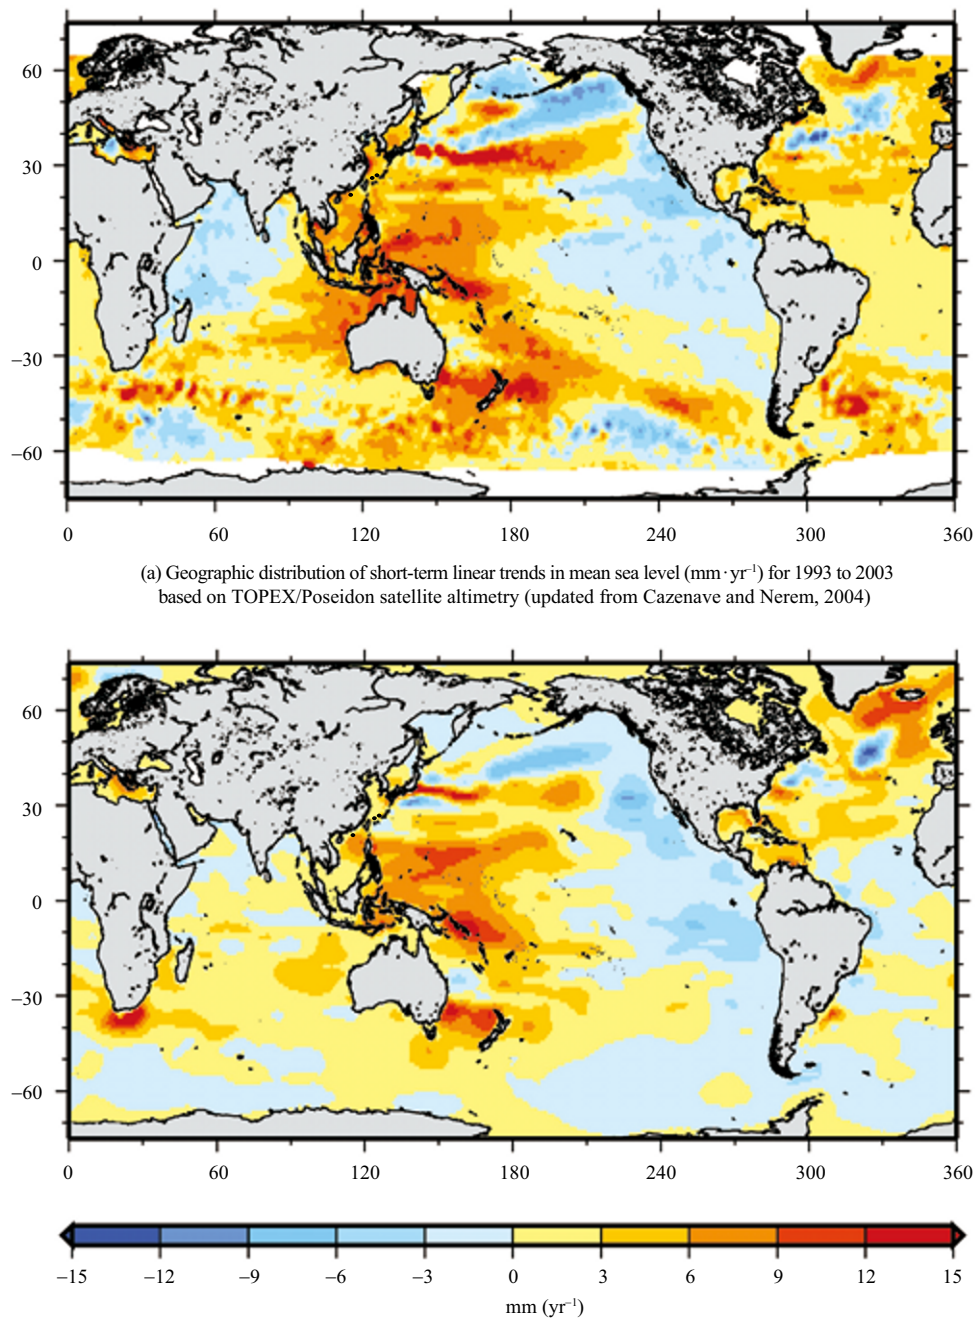 60
30
0
−30
−60
0 60 120 180 240 300 360
(a) Geographic distribution of short-term linear trends in mean sea level (mm·yr⁻¹) for 1993 to 2003
based on TOPEX/Poseidon satellite altimetry (updated from Cazenave and Nerem, 2004)
60
30
0
−30
−60
0 60 120 180 240 300 360
−15 −12 −9 −6 −3 0 3 6 9 12 15
mm (yr⁻¹)